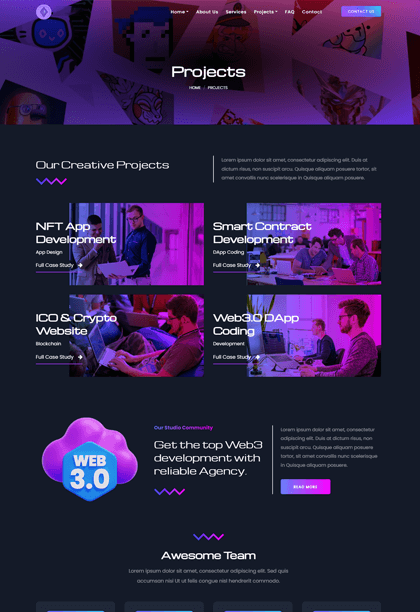 Home About Us Services Projects FAQ Contact CONTACT US
Projects
HOME / PROJECTS
Our Creative Projects
Lorem ipsum dolor sit amet, consectetur adipiscing elit. Duis at
dictum risus, non suscipit arcu. Quisque aliquam posuere tortor, sit
amet convallis nunc scelerisque in Quisque aliquam posuere.
NFT App
Development
App Design
Full Case Study
Smart Contract
Development
DApp Coding
Full Case Study
ICO & Crypto
Website
Blockchain
Full Case Study
Web3.0 DApp
Coding
Development
Full Case Study
WEB
3.0
Our Studio Community
Get the top Web3
development with
reliable Agency.
Lorem ipsum dolor sit amet, consectetur
adipiscing elit. Duis at dictum risus, non
suscipit arcu. Quisque aliquam posuere
tortor, sit amet convallis nunc scelerisque in
Quisque aliquam posuere.
READ MORE
Awesome Team
Lorem ipsum dolor sit amet, consectetur adipiscing elit. Sed quis
accumsan nisi Ut ut felis congue nisl hendrerit commodo.